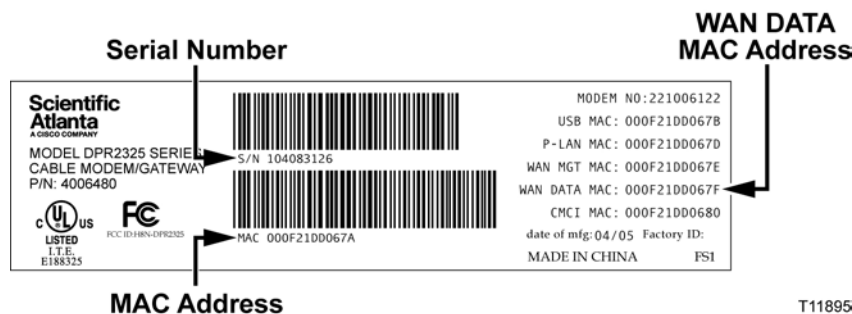 WAN DATA
MAC Address
Serial Number
Scientific
Atlanta
A CISCO COMPANY
MODEL DPR2325 SERIES
CABLE MODEM/GATEWAY
P/N: 4006480
C UL US
LISTED
I.T.E.
E188325
FC
FCC ID:H8N-DPR2325
S/N 104083126
MAC 000F21DD067A
MODEM NO:221006122
USB MAC: 000F21DD067B
P-LAN MAC: 000F21DD067D
WAN MGT MAC: 000F21DD067E
WAN DATA MAC: 000F21DD067F
CMCI MAC: 000F21DD0680
date of mfg: 04/05 Factory ID:
MADE IN CHINA FS1
MAC Address
T11895